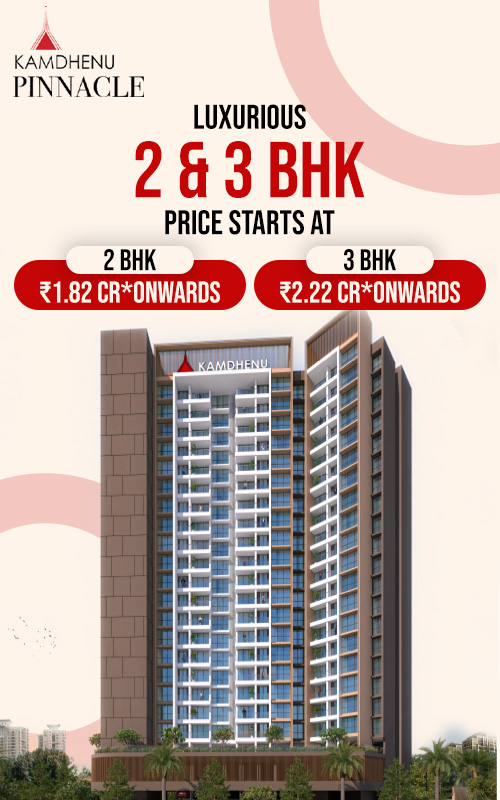 KAMDHENU
PINNACLE
LUXURIOUS
2 & 3 BHK
PRICE STARTS AT
2 BHK
₹1.82 CR*ONWARDS
3 BHK
₹2.22 CR*ONWARDS
KAMDHENU